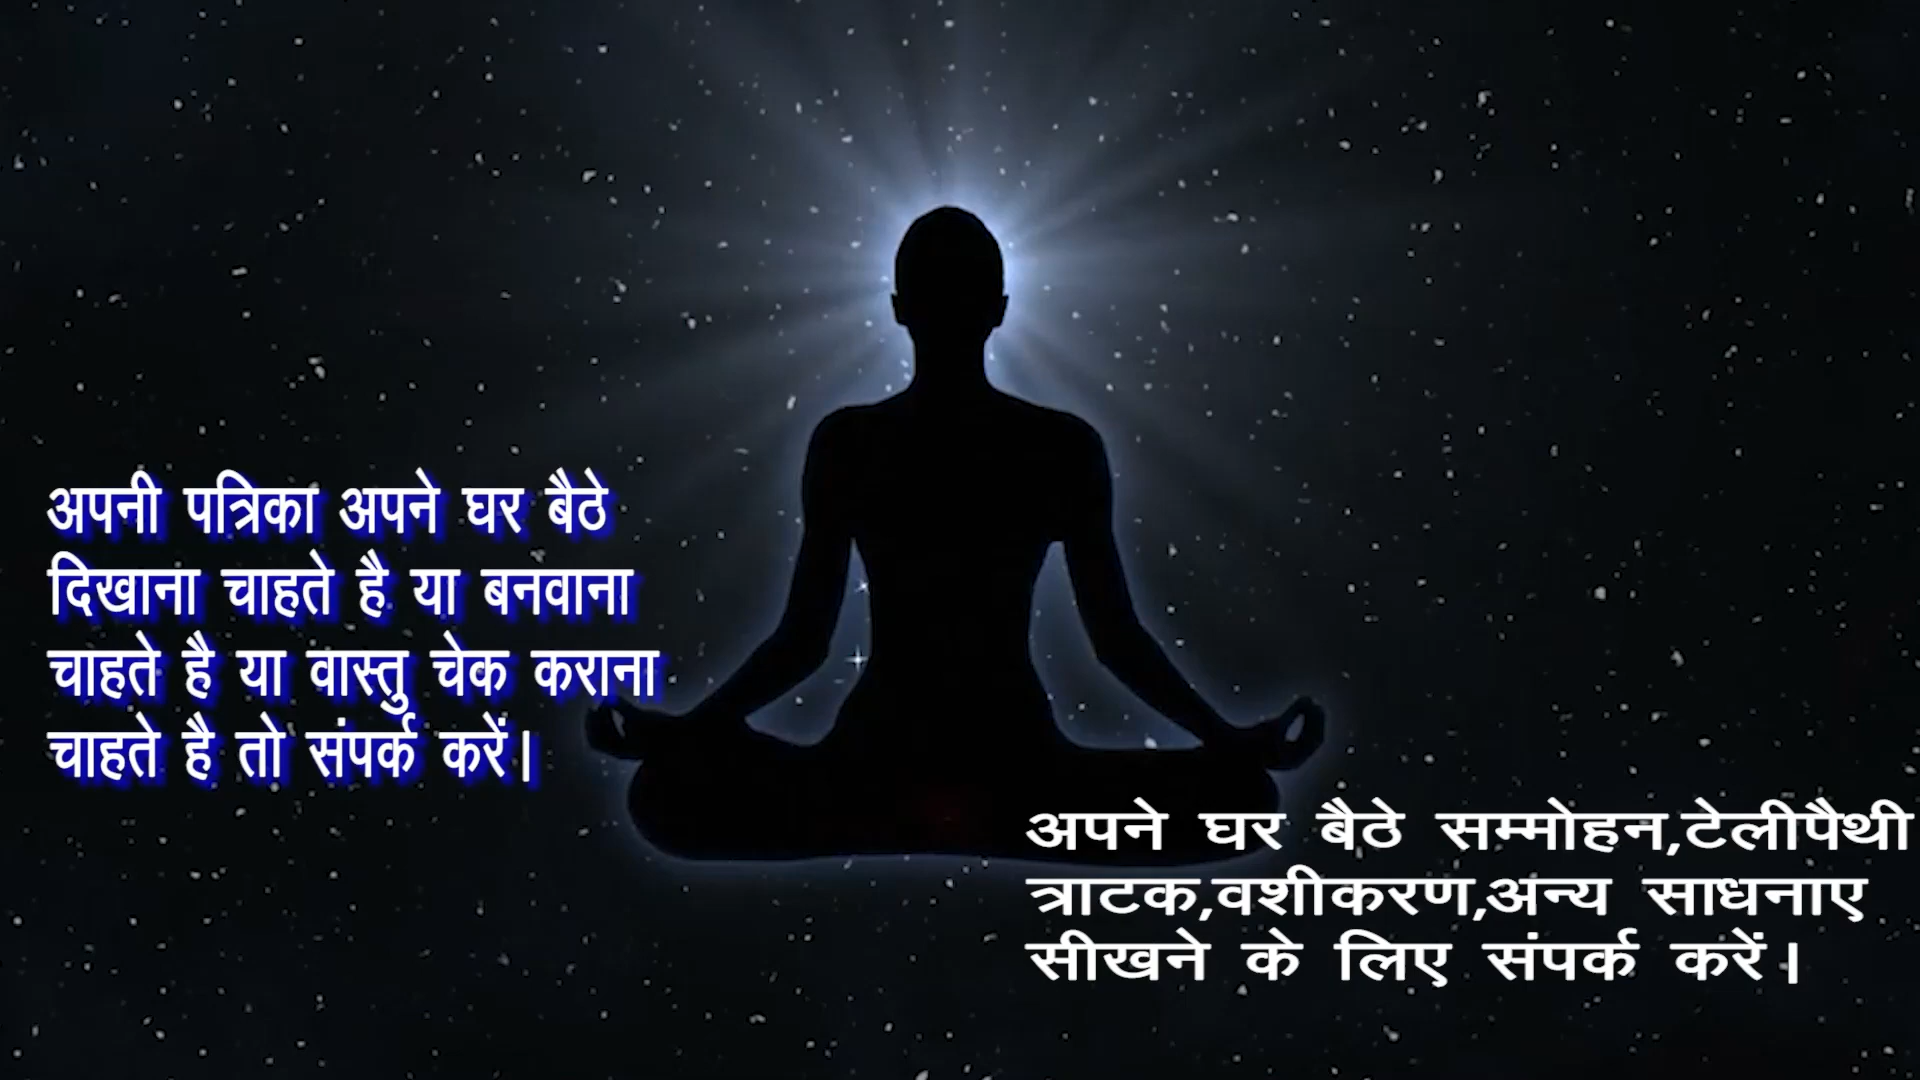 अपनी पत्रिका अपने घर बैठे
दिखाना चाहते है या बनवाना
चाहते है या वास्तु चेक कराना
चाहते है तो संपर्क करें।
अपने घर बैठे सम्मोहन,टेलीपैथी
त्राटक,वशीकरण,अन्य साधनाए
सीखने के लिए संपर्क करें।